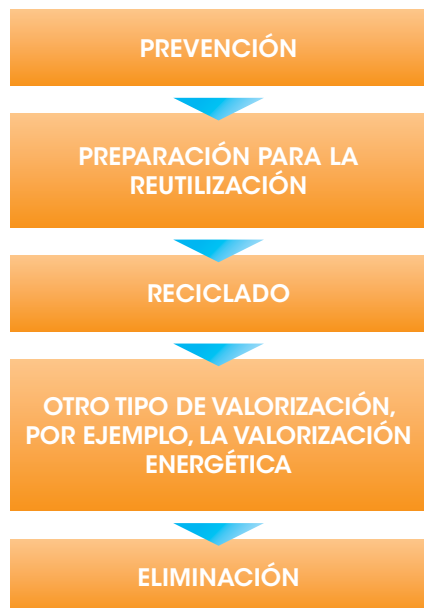 PREVENCIÓN
PREPARACIÓN PARA LA
REUTILIZACIÓN
RECICLADO
OTRO TIPO DE VALORIZACIÓN,
POR EJEMPLO, LA VALORIZACIÓN
ENERGÉTICA
ELIMINACIÓN